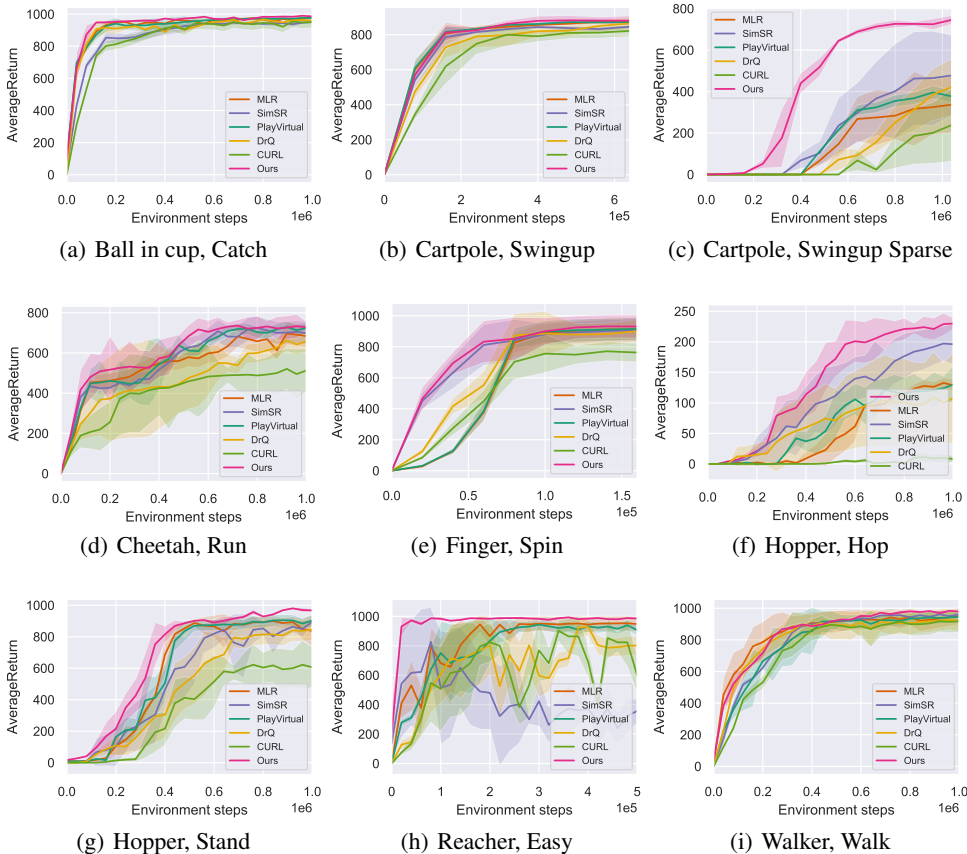 1000
800
600
400
200
0
AverageReturn
MLR
SimSR
PlayVirtual
DrQ
CURL
Ours
0.0 0.2 0.4 0.6 0.8 1.0
Environment steps
1e6
(a) Ball in cup, Catch
1000
800
600
400
200
0
AverageReturn
MLR
SimSR
PlayVirtual
DrQ
CURL
Ours
0 2 4 6
Environment steps
1e5
(b) Cartpole, Swingup
800
600
400
200
0
AverageReturn
MLR
SimSR
PlayVirtual
DrQ
CURL
Ours
0.0 0.2 0.4 0.6 0.8 1.0
Environment steps
1e6
(c) Cartpole, Swingup Sparse
800
600
400
200
0
AverageReturn
MLR
SimSR
PlayVirtual
DrQ
CURL
Ours
0.0 0.2 0.4 0.6 0.8 1.0
Environment steps
1e6
(d) Cheetah, Run
1000
800
600
400
200
0
AverageReturn
MLR
SimSR
PlayVirtual
DrQ
CURL
Ours
0.0 0.5 1.0 1.5
Environment steps
1e5
(e) Finger, Spin
250
200
150
100
50
0
AverageReturn
Ours
MLR
SimSR
PlayVirtual
DrQ
CURL
0.0 0.2 0.4 0.6 0.8 1.0
Environment steps
1e6
(f) Hopper, Hop
1000
800
600
400
200
0
AverageReturn
MLR
SimSR
PlayVirtual
DrQ
CURL
Ours
0.0 0.2 0.4 0.6 0.8 1.0
Environment steps
1e6
(g) Hopper, Stand
1000
800
600
400
200
0
AverageReturn
MLR
SimSR
PlayVirtual
DrQ
CURL
Ours
0 1 2 3 4 5
Environment steps
1e5
(h) Reacher, Easy
1000
800
600
400
200
0
AverageReturn
MLR
SimSR
PlayVirtual
DrQ
CURL
Ours
0.0 0.2 0.4 0.6 0.8 1.0
Environment steps
1e6
(i) Walker, Walk